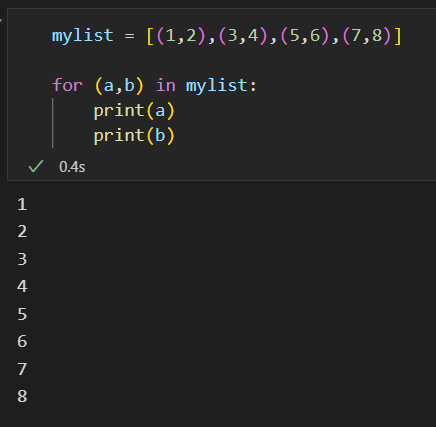 mylist = [(1,2),(3,4),(5,6),(7,8)]
for (a,b) in mylist:
    print(a)
    print(b)
0.4s
1
2
3
4
5
6
7
8